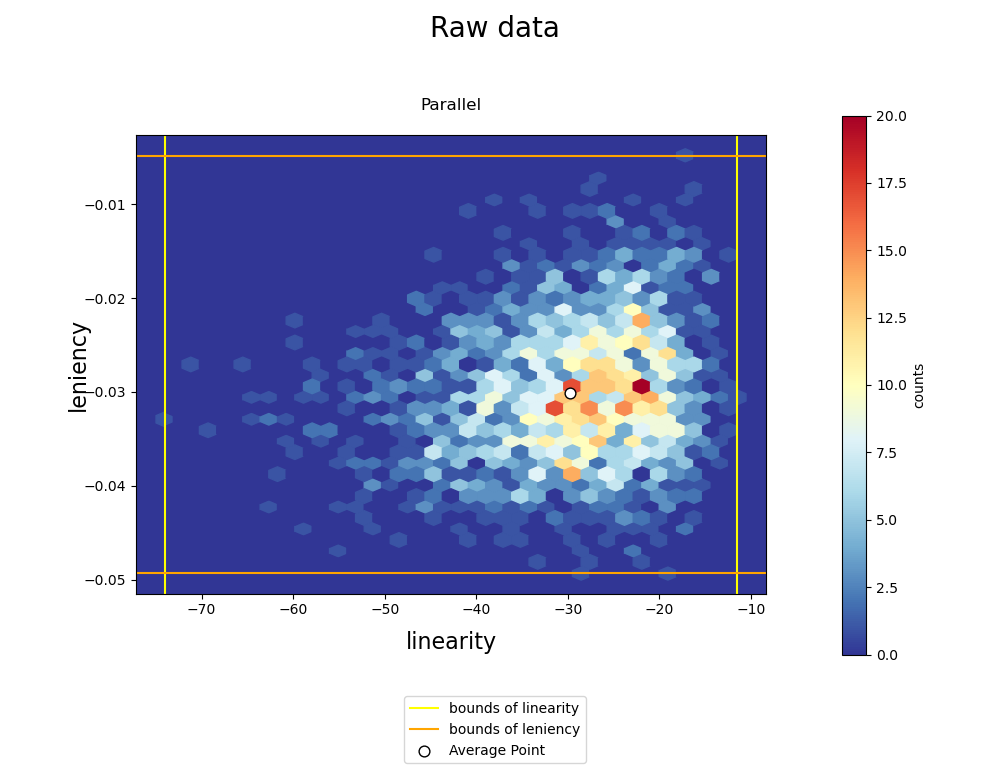 Raw data
Parallel
leniency
−0.01
−0.02
−0.03
−0.04
−0.05
−70
−60
−50
−40
−30
−20
−10
linearity
20.0
17.5
15.0
12.5
10.0
7.5
5.0
2.5
0.0
counts
bounds of linearity
bounds of leniency
Average Point